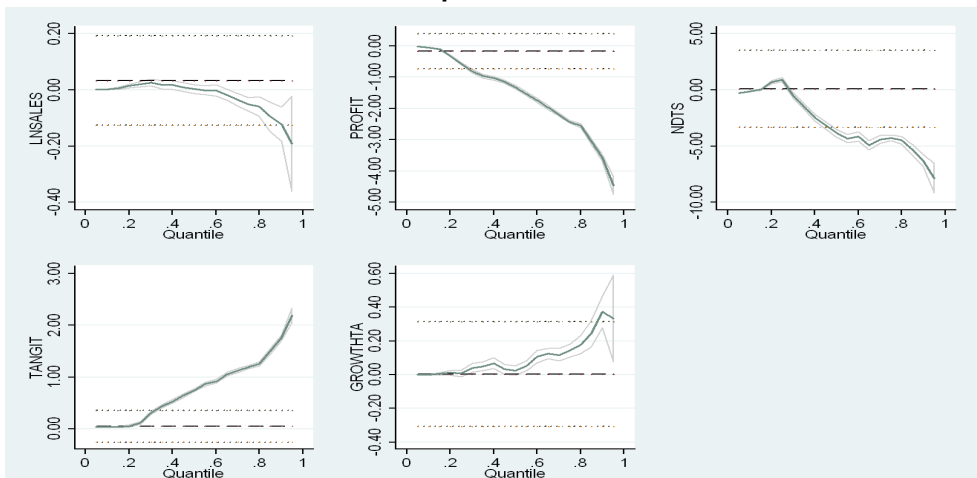 LNSALES
0.20
0.00
-0.20
-0.40
0 .2 .4 .6 .8 1
Quantile
PROFIT
0.00
-1.00
-2.00
-3.00
-4.00
-5.00
0 .2 .4 .6 .8 1
Quantile
NDTS
5.00
0.00
-5.00
-10.00
0 .2 .4 .6 .8 1
Quantile
TANGIT
3.00
2.00
1.00
0.00
0 .2 .4 .6 .8 1
Quantile
GROWTHTA
0.60
0.40
0.20
0.00
-0.20
-0.40
0 .2 .4 .6 .8 1
Quantile